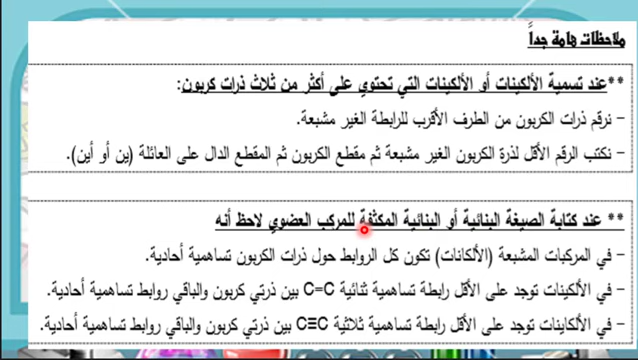 ملاحظات هامة جداً
**عند تسمية الألكينات أو الألكينات التي تحتوي على أكثر من ثلاث ذرات كربون:
- نرقم ذرات الكربون من الطرف الأقرب للرابطة الغير مشبعة.
- نكتب الرقم الأقل لذرة الكربون الغير مشبعة ثم مقطع الكربون ثم المقطع الدال على العائلة (ين أو أين).
** عند كتابة الصيغة البنائية أو البنائية المكثفة للمركب العضوي لاحظ أنه
- في المركبات المشبعة (الألكانات) تكون كل الروابط حول ذرات الكربون تساهمية أحادية.
- في الألكينات توجد على الأقل رابطة تساهمية ثنائية C=C بين ذرتي كربون والباقي روابط تساهمية أحادية.
- في الألكاينات توجد على الأقل رابطة تساهمية ثلاثية C≡C بين ذرتي كربون والباقي روابط تساهمية أحادية.